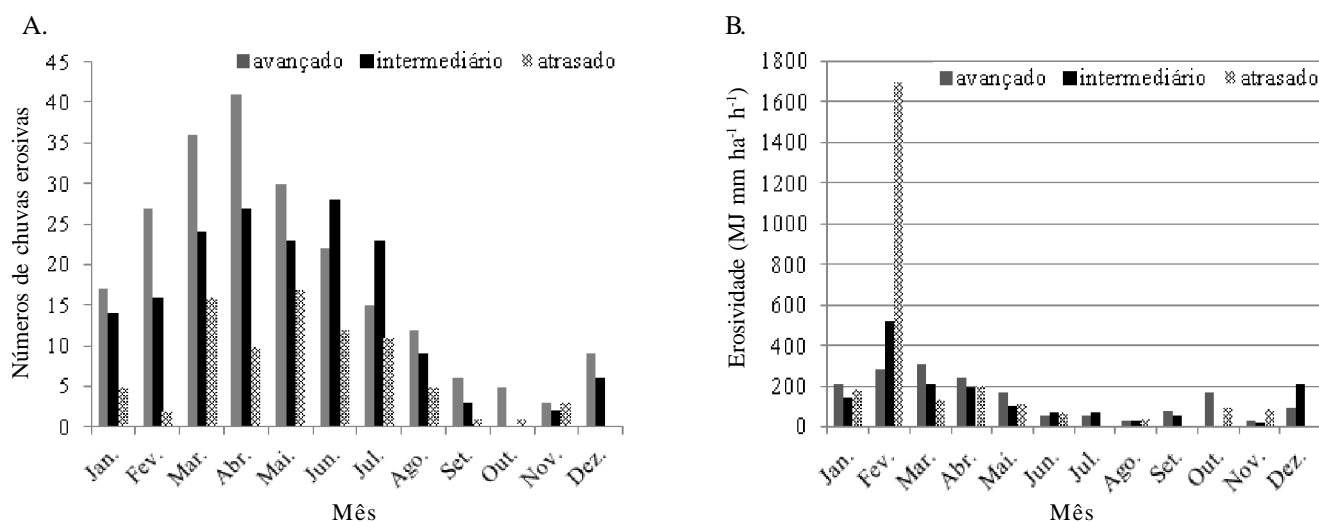 A.
avançado intermediário atrasado
Números de chuvas erosivas
45
40
35
30
25
20
15
10
5
0
Jan. Fev. Mar. Abr. Mai. Jun. Jul. Ago. Set. Out. Nov. Dez.
Mês
B.
avançado intermediário atrasado
Erosividade (MJ mm ha⁻¹ h⁻¹)
1800
1600
1400
1200
1000
800
600
400
200
0
Jan. Fev. Mar. Abr. Mai. Jun. Jul. Ago. Set. Out. Nov. Dez.
Mês